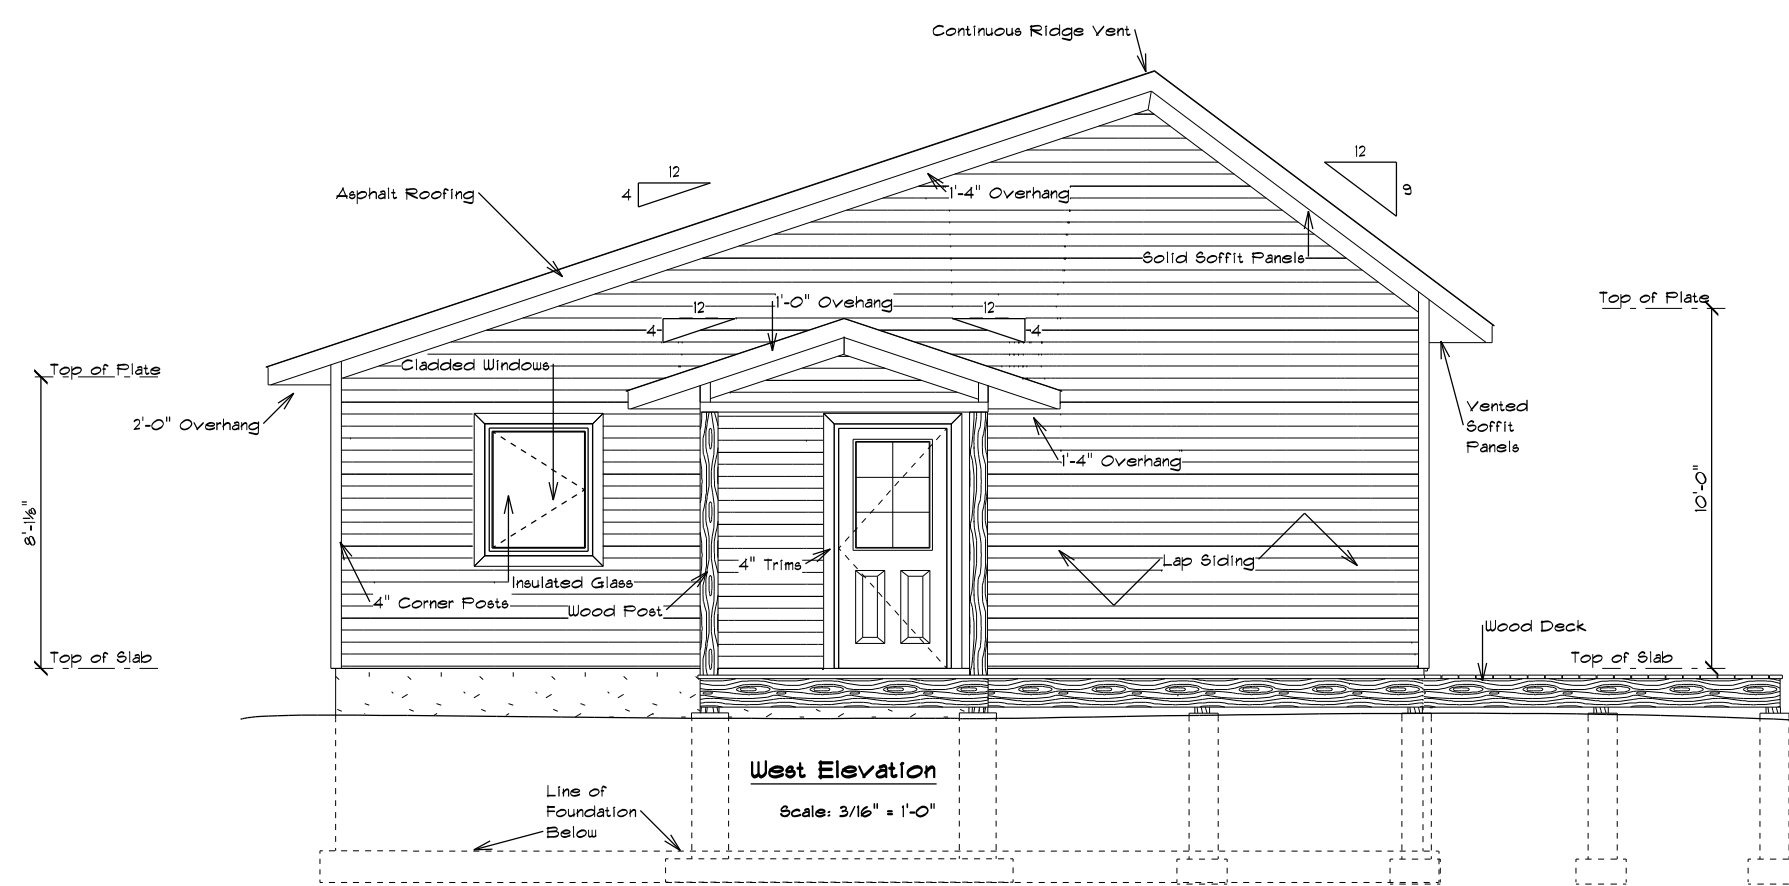 Continuous Ridge Vent
12
12
4
9
Asphalt Roofing
1'-4" Overhang
Solid Soffit Panels
Top of Plate
12
1'-0" Ovehang
12
4
4
Cladded Windows
Top of Plate
2'-0" Overhang
Vented
Soffit
Panels
1'-4" Overhang
10'-0"
8'-1⅛"
4" Trims
Lap Siding
Insulated Glass
4" Corner Posts
Wood Post
Wood Deck
Top of Slab
Top of Slab
West Elevation
Scale: 3/16" = 1'-0"
Line of
Foundation
Below